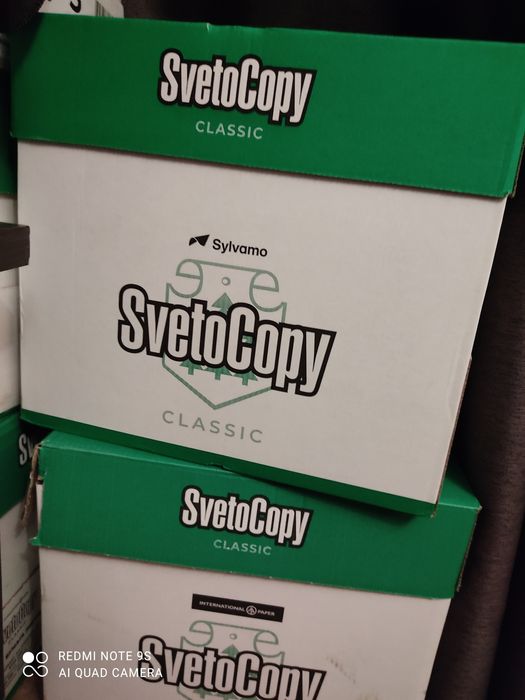 SvetoCopy
CLASSIC
Sylvamo
SvetoCopy
CLASSIC
SvetoCopy
CLASSIC
INTERNATIONAL PAPER
SvetoCopy
REDMI NOTE 9S
AI QUAD CAMERA